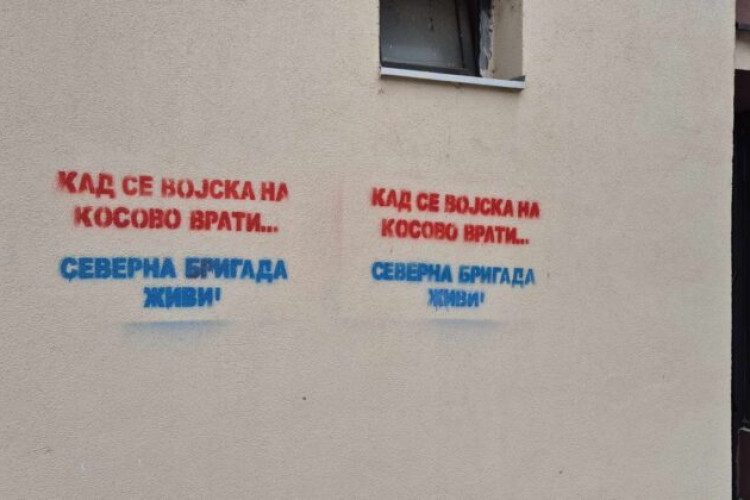 КАД СЕ ВОЈСКА НА
КОСОВО ВРАТИ...
СЕВЕРНА БРИГАДА
ЖИВИ!
КАД СЕ ВОЈСКА НА
КОСОВО ВРАТИ...
СЕВЕРНА БРИГАДА
ЖИВИ!